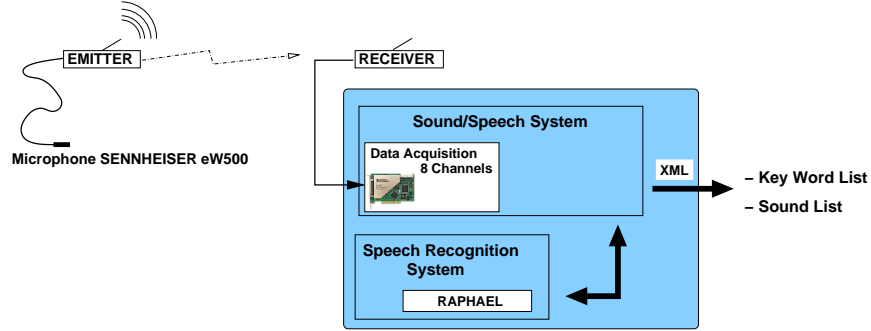 EMITTER
RECEIVER
Microphone SENNHEISER eW500
Sound/Speech System
Data Acquisition
8 Channels
XML
– Key Word List
– Sound List
Speech Recognition
System
RAPHAEL